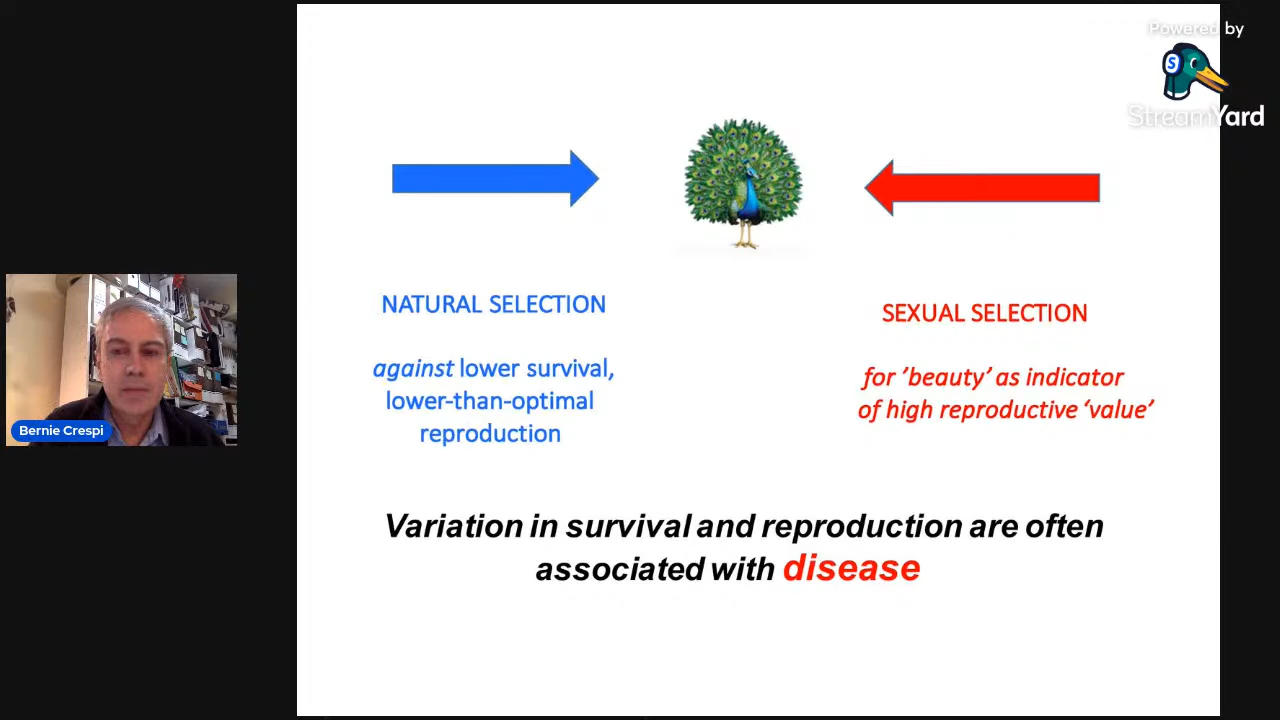 Powered by
S
StreamYard
NATURAL SELECTION
against lower survival,
lower-than-optimal
reproduction
SEXUAL SELECTION
for ’beauty’ as indicator
of high reproductive ‘value’
Bernie Crespi
Variation in survival and reproduction are often
associated with disease